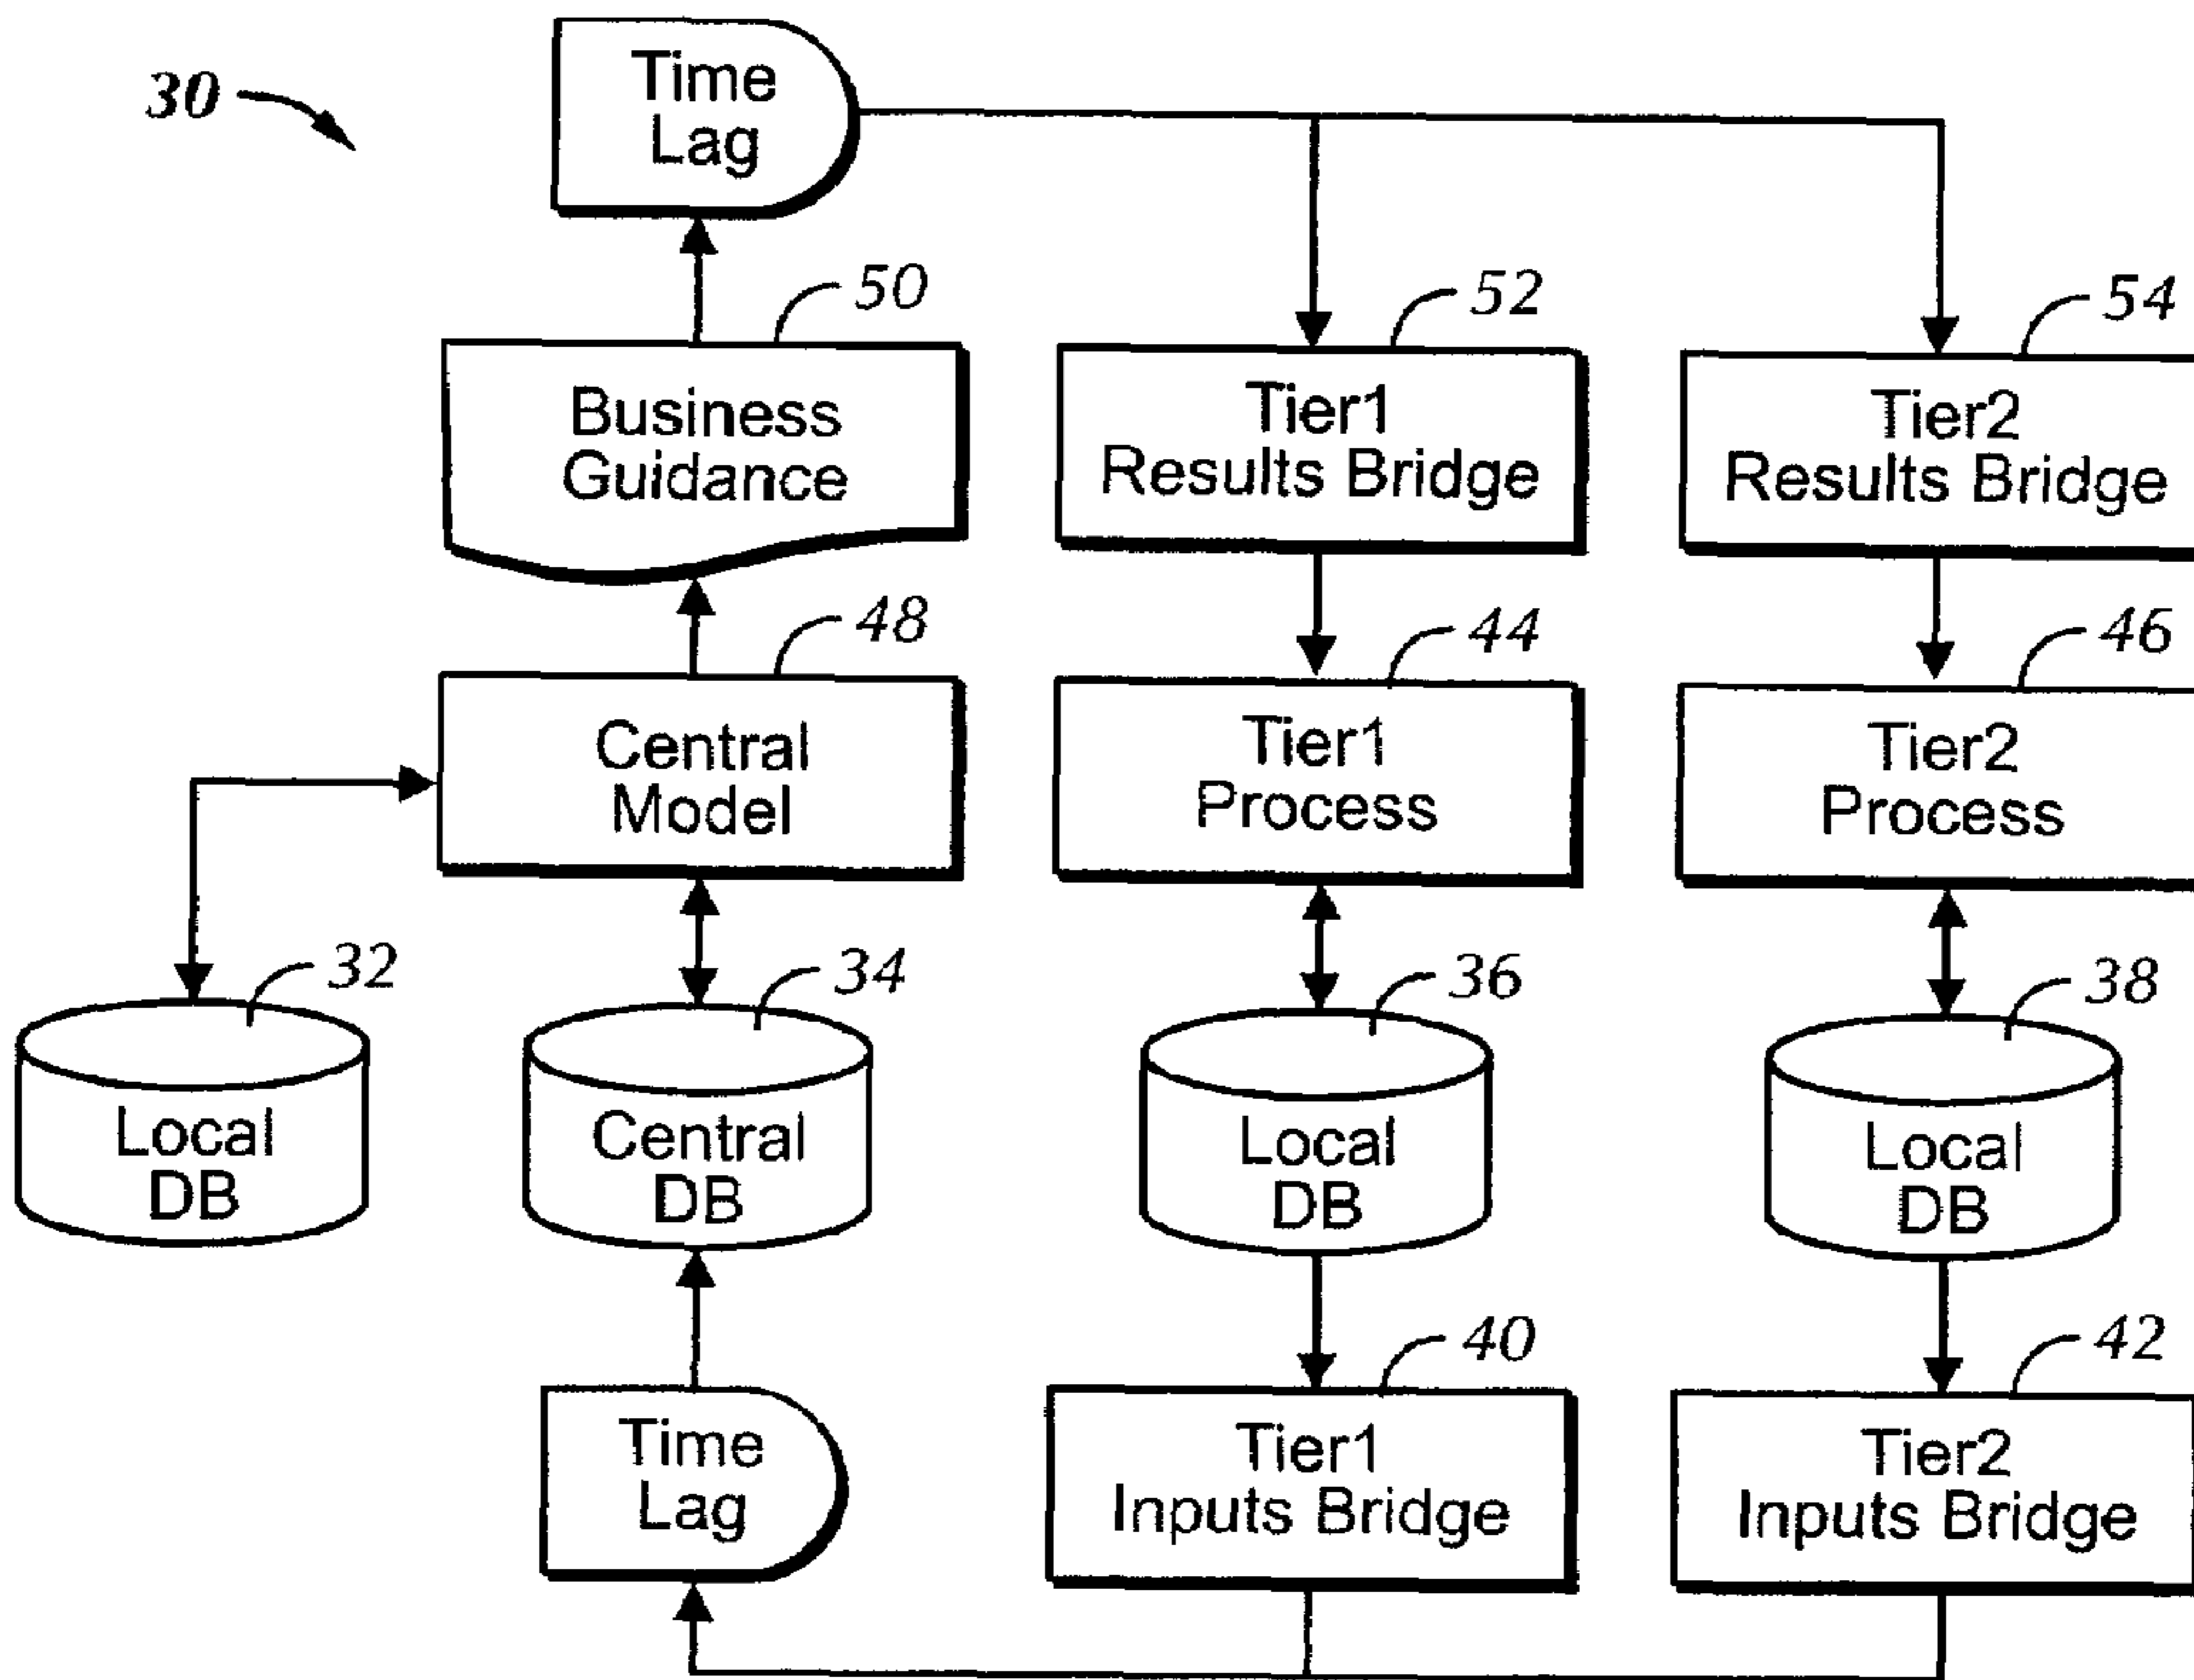 30
Time
Lag
50
52
54
Business
Guidance
Tier1
Results Bridge
Tier2
Results Bridge
48
44
46
Central
Model
Tier1
Process
Tier2
Process
32
34
36
38
Local
DB
Central
DB
Local
DB
Local
DB
40
42
Time
Lag
Tier1
Inputs Bridge
Tier2
Inputs Bridge